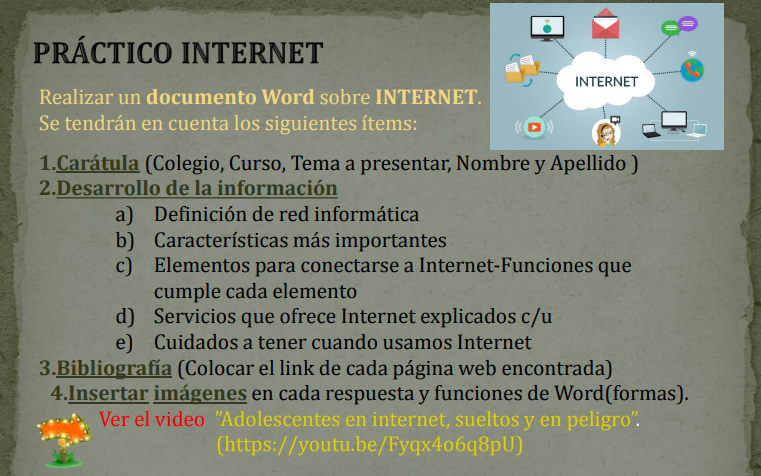 PRÁCTICO INTERNET
INTERNET
Realizar un documento Word sobre INTERNET.
Se tendrán en cuenta los siguientes ítems:
1.Carátula (Colegio, Curso, Tema a presentar, Nombre y Apellido )
2.Desarrollo de la información
a) Definición de red informática
b) Características más importantes
c) Elementos para conectarse a Internet-Funciones que
cumple cada elemento
d) Servicios que ofrece Internet explicados c/u
e) Cuidados a tener cuando usamos Internet
3.Bibliografía (Colocar el link de cada página web encontrada)
4.Insertar imágenes en cada respuesta y funciones de Word(formas).
Ver el video ”Adolescentes en internet, sueltos y en peligro”.
(https://youtu.be/Fyqx4o6q8pU)